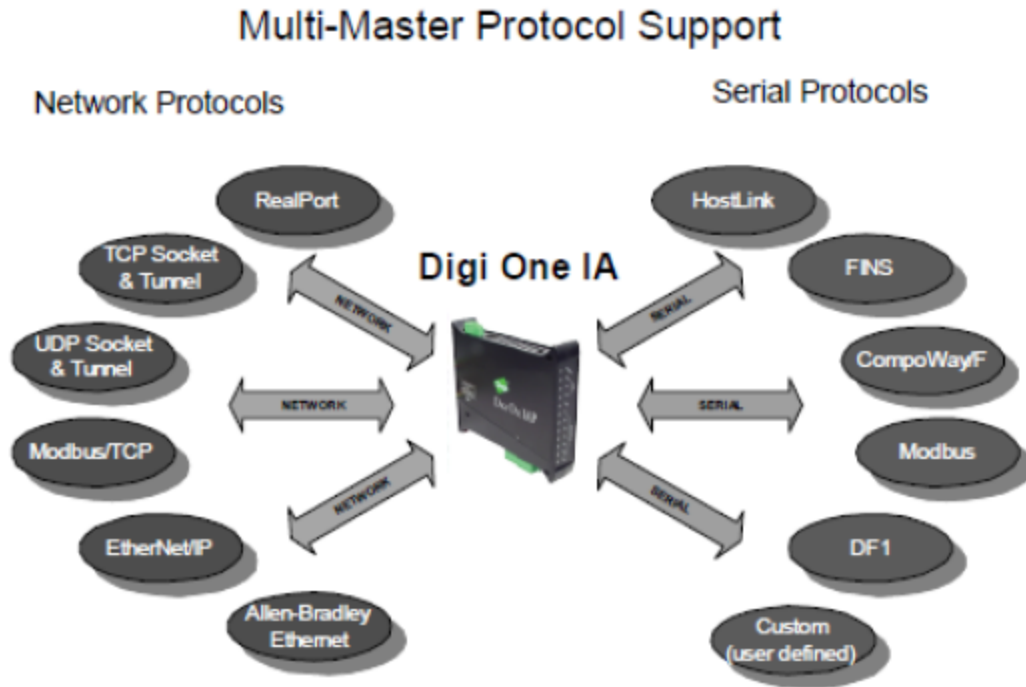 Multi-Master Protocol Support
Network Protocols
Serial Protocols
RealPort
TCP Socket
& Tunnel
UDP Socket
& Tunnel
Modbus/TCP
EtherNet/IP
Allen-Bradley
Ethernet
NETWORK
NETWORK
NETWORK
Digi One IA
SERIAL
SERIAL
SERIAL
HostLink
FINS
CompoWay/F
Modbus
DF1
Custom
(user defined)